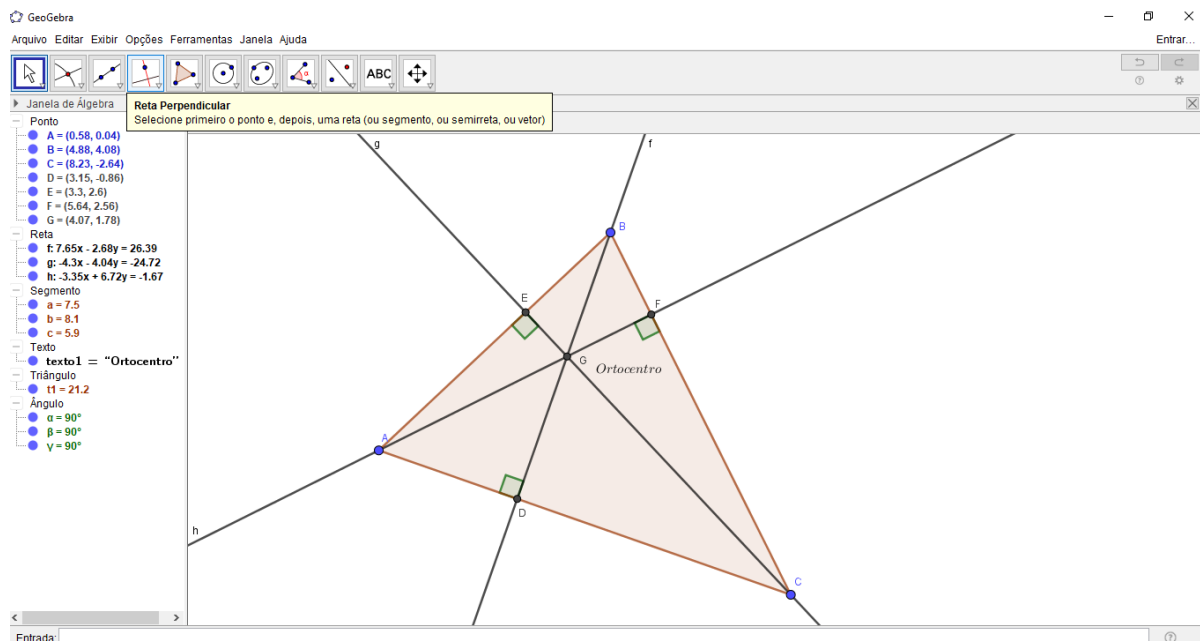 GeoGebra
Arquivo Editar Exibir Opções Ferramentas Janela Ajuda
Entrar...
ABC
Janela de Álgebra
Reta Perpendicular
Selecione primeiro o ponto e, depois, uma reta (ou segmento, ou semirreta, ou vetor)
Ponto
A = (0.58, 0.04)
B = (4.88, 4.08)
C = (8.23, -2.64)
D = (3.15, -0.86)
E = (3.3, 2.6)
F = (5.64, 2.56)
G = (4.07, 1.78)
Reta
f: 7.65x - 2.68y = 26.39
g: -4.3x - 4.04y = -24.72
h: -3.35x + 6.72y = -1.67
Segmento
a = 7.5
b = 8.1
c = 5.9
Texto
texto1 = “Ortocentro”
Triângulo
t1 = 21.2
Ângulo
α = 90°
β = 90°
γ = 90°
g
f
B
E
F
G
Ortocentro
A
D
h
C
Entrada: